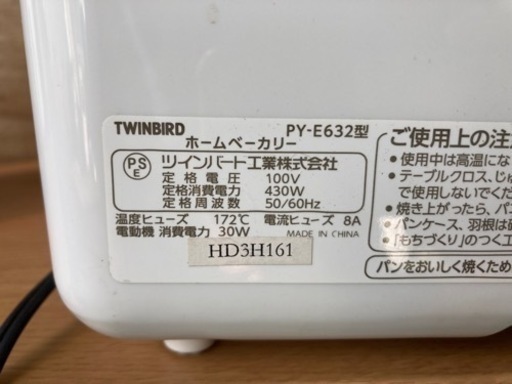 TWINBIRD PY-E632型
ホームベーカリー
PS E
ツインバード工業株式会社
定格電圧 100V
定格消費電力 430W
定格周波数 50/60Hz
温度ヒューズ 172℃ 電流ヒューズ 8A
電動機 消費電力 30W MADE IN CHINA
HD3H161
ご使用上の注
•使用中は高温にな
•テーブルクロス、じゅ
で使用しないでくだ
•焼き上がったら、パン
•パンケース、羽根は
•「もちづくり」のつく工
パンをおいしく焼くため